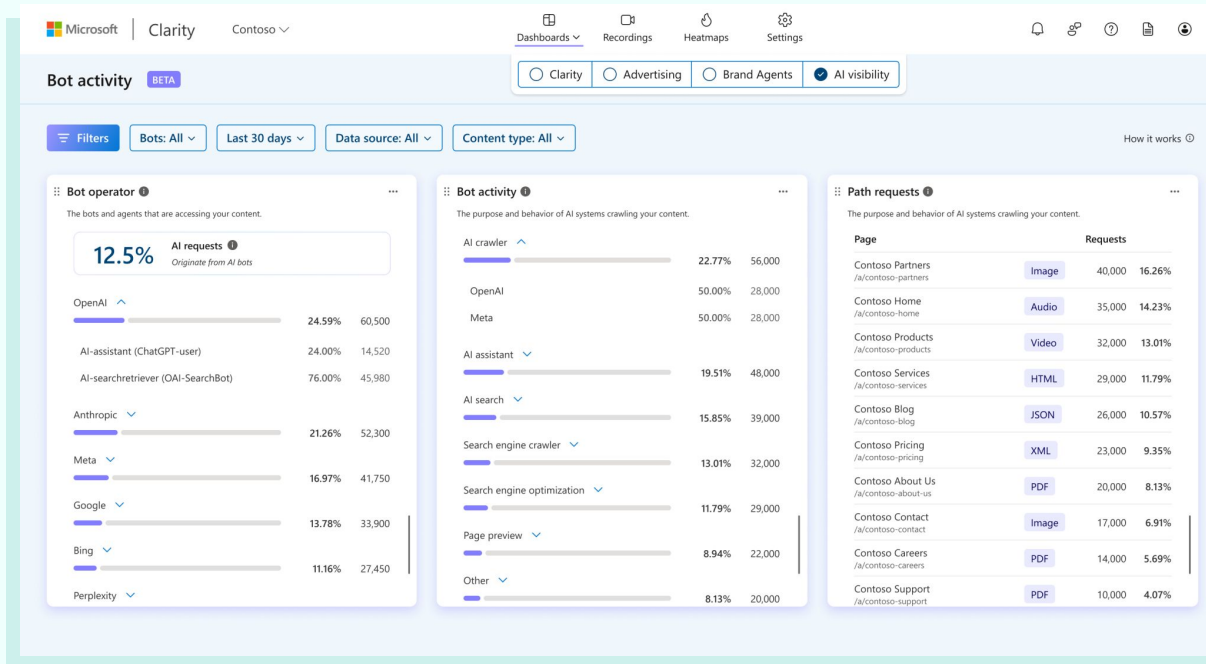 Microsoft Clarity Contoso
Dashboards Recordings Heatmaps Settings
Bot activity BETA
Clarity Advertising Brand Agents AI visibility
Filters Bots: All Last 30 days Data source: All Content type: All How it works
Bot operator
The bots and agents that are accessing your content.
12.5% AI requests
Originate from AI bots
OpenAI
24.59% 60,500
AI-assistant (ChatGPT-user) 24.00% 14,520
AI-searchretriever (OAI-SearchBot) 76.00% 45,980
Anthropic
21.26% 52,300
Meta
16.97% 41,750
Google
13.78% 33,900
Bing
11.16% 27,450
Perplexity
Bot activity
The purpose and behavior of AI systems crawling your content.
AI crawler
22.77% 56,000
OpenAI 50.00% 28,000
Meta 50.00% 28,000
AI assistant
19.51% 48,000
AI search
15.85% 39,000
Search engine crawler
13.01% 32,000
Search engine optimization
11.79% 29,000
Page preview
8.94% 22,000
Other
8.13% 20,000
Path requests
The purpose and behavior of AI systems crawling your content.
Page Requests
Contoso Partners
/a/contoso-partners
Image 40,000 16.26%
Contoso Home
/a/contoso-home
Audio 35,000 14.23%
Contoso Products
/a/contoso-products
Video 32,000 13.01%
Contoso Services
/a/contoso-services
HTML 29,000 11.79%
Contoso Blog
/a/contoso-blog
JSON 26,000 10.57%
Contoso Pricing
/a/contoso-pricing
XML 23,000 9.35%
Contoso About Us
/a/contoso-about-us
PDF 20,000 8.13%
Contoso Contact
/a/contoso-contact
Image 17,000 6.91%
Contoso Careers
/a/contoso-careers
PDF 14,000 5.69%
Contoso Support
/a/contoso-support
PDF 10,000 4.07%